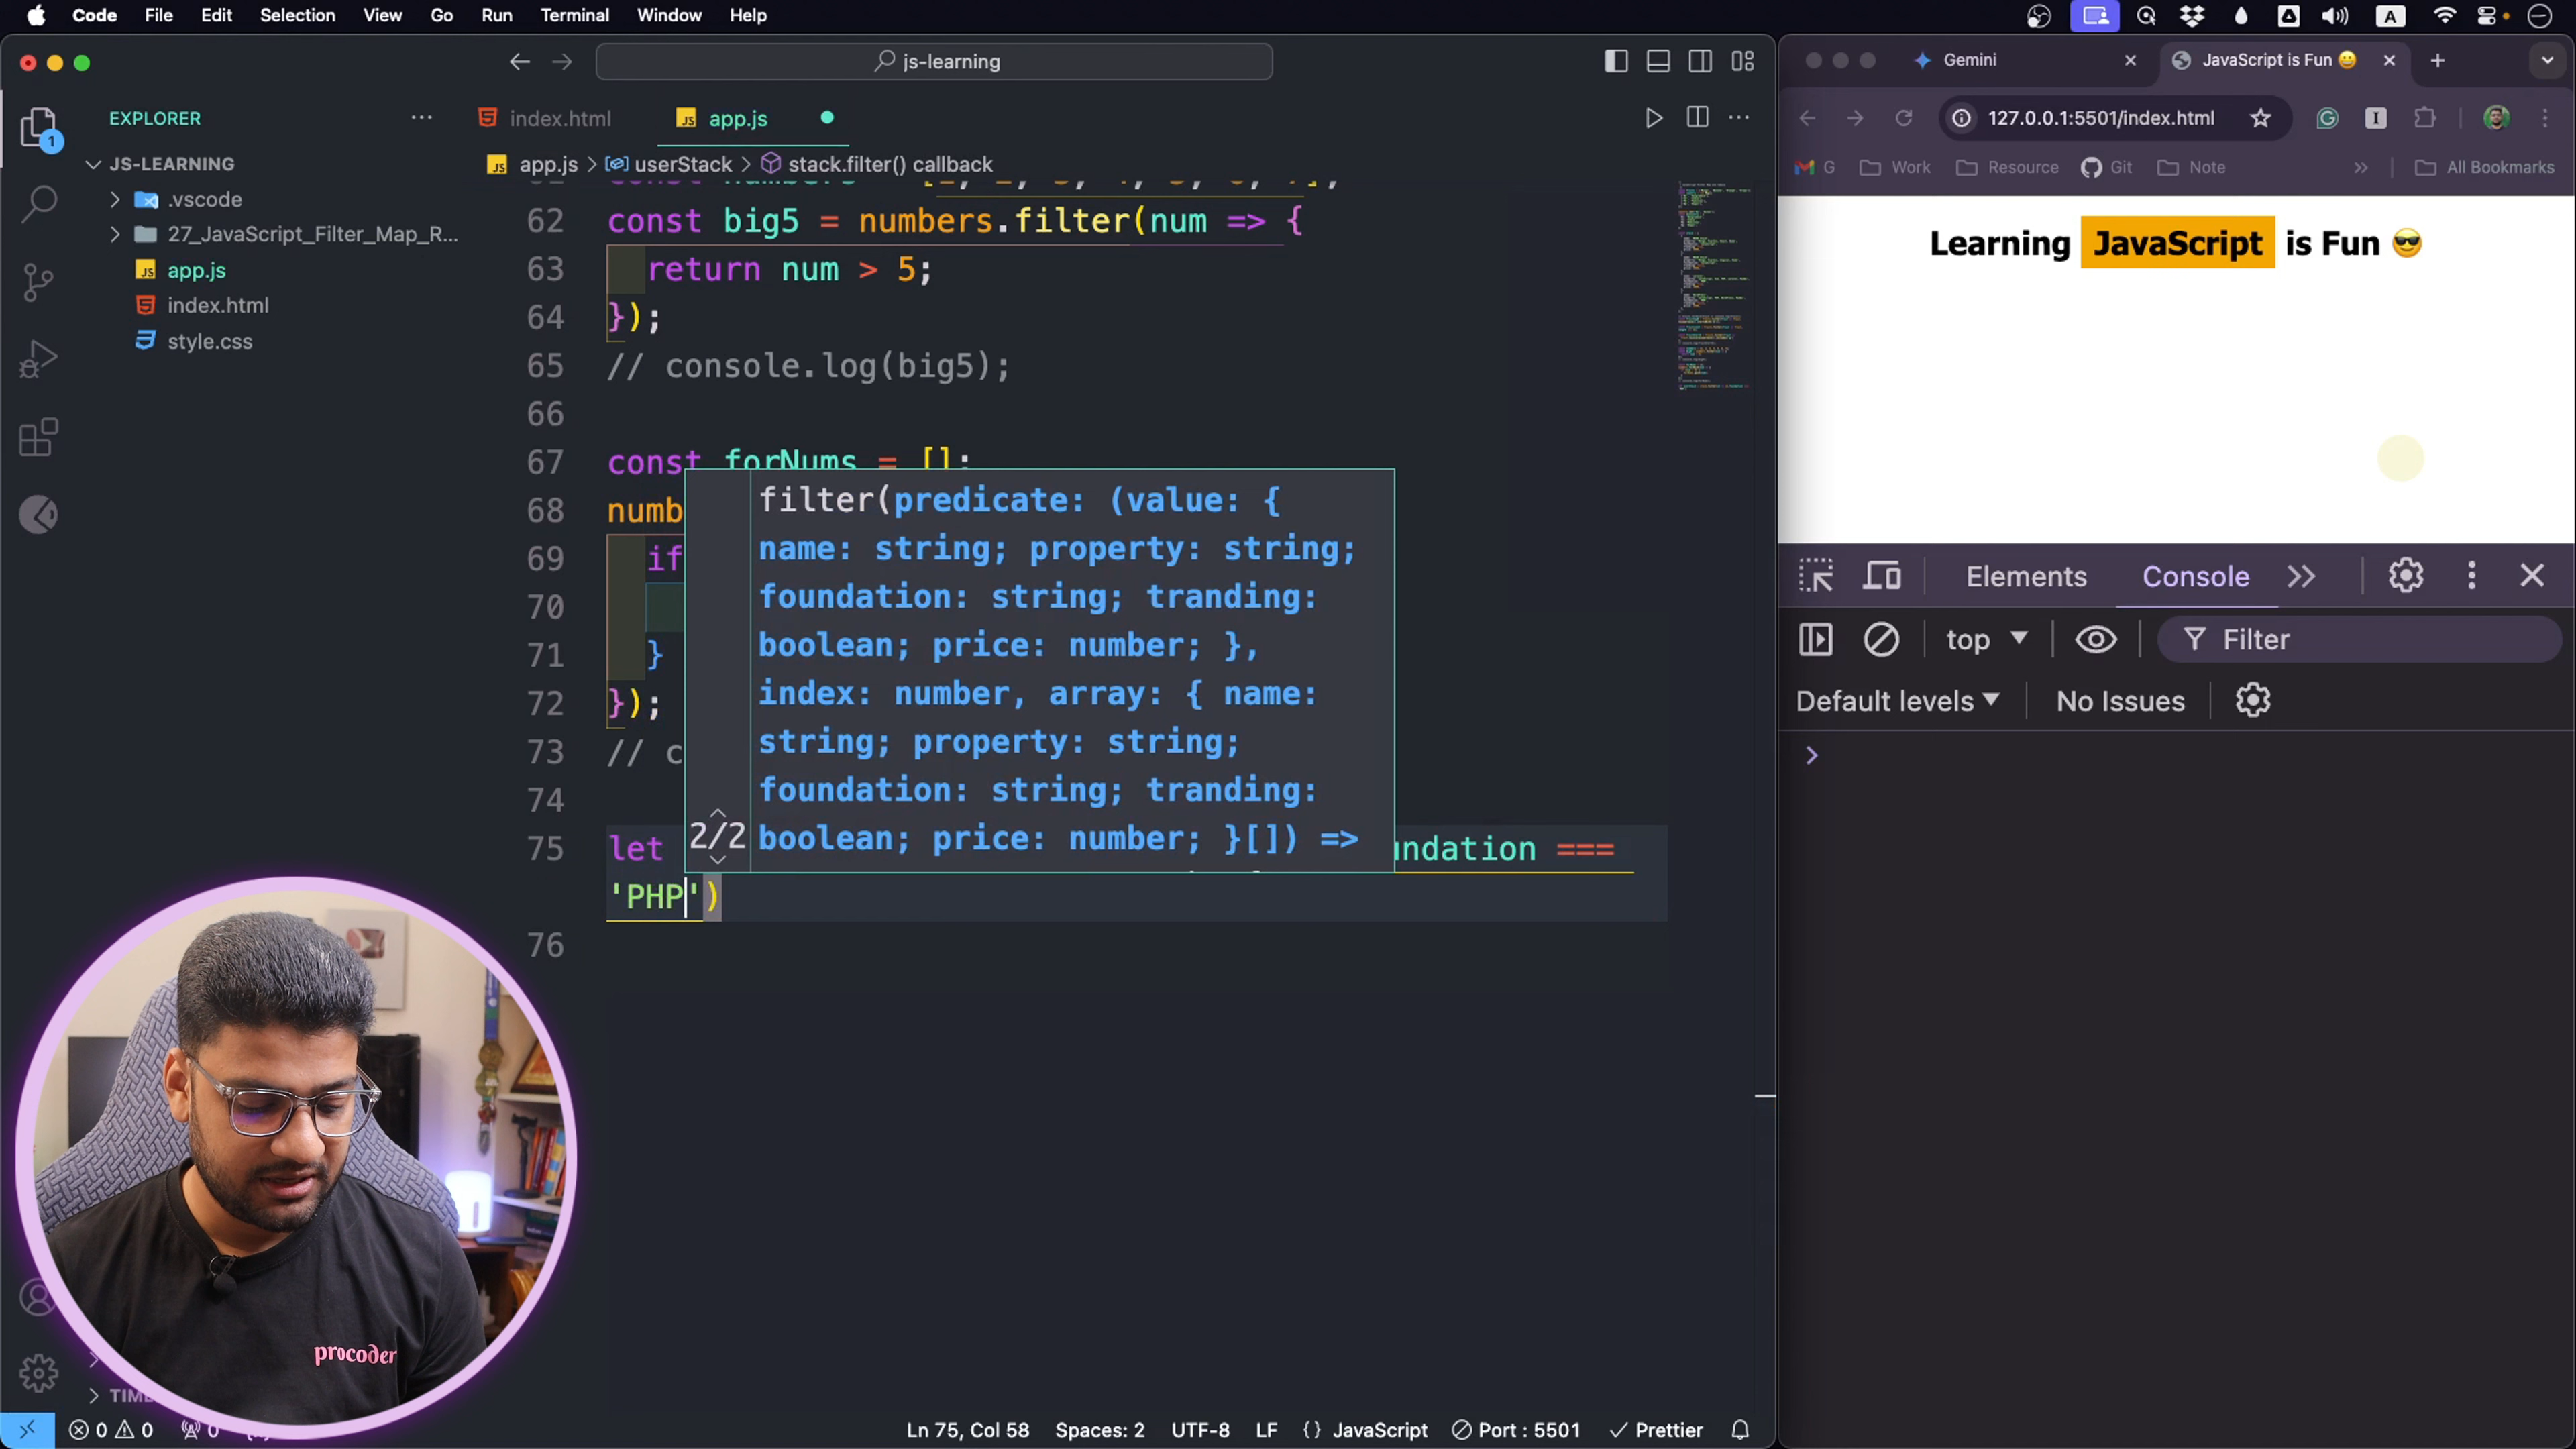 Code File Edit Selection View Go Run Terminal Window Help
A
js-learning
Gemini
JavaScript is Fun 😀
EXPLORER
index.html
app.js
127.0.0.1:5501/index.html
1
JS-LEARNING
app.js > userStack > stack.filter() callback
G Work Resource Git Note » All Bookmarks
.vscode
27_JavaScript_Filter_Map_R...
app.js
index.html
style.css
62 const big5 = numbers.filter(num => {
63 return num > 5;
64 });
65 // console.log(big5);
66
67 const forNums = [];
68 numb
69 if
70
71 }
72 });
73 // c
74
75 let undation ===
'PHP')
76
filter(predicate: (value: {
name: string; property: string;
foundation: string; tranding:
boolean; price: number; },
index: number, array: { name:
string; property: string;
foundation: string; tranding:
2/2 boolean; price: number; }[]) =>
Learning JavaScript is Fun 😎
Elements Console
top Filter
Default levels No Issues
procoder
TIM
0 0 0
Ln 75, Col 58 Spaces: 2 UTF-8 LF {} JavaScript Port : 5501 Prettier